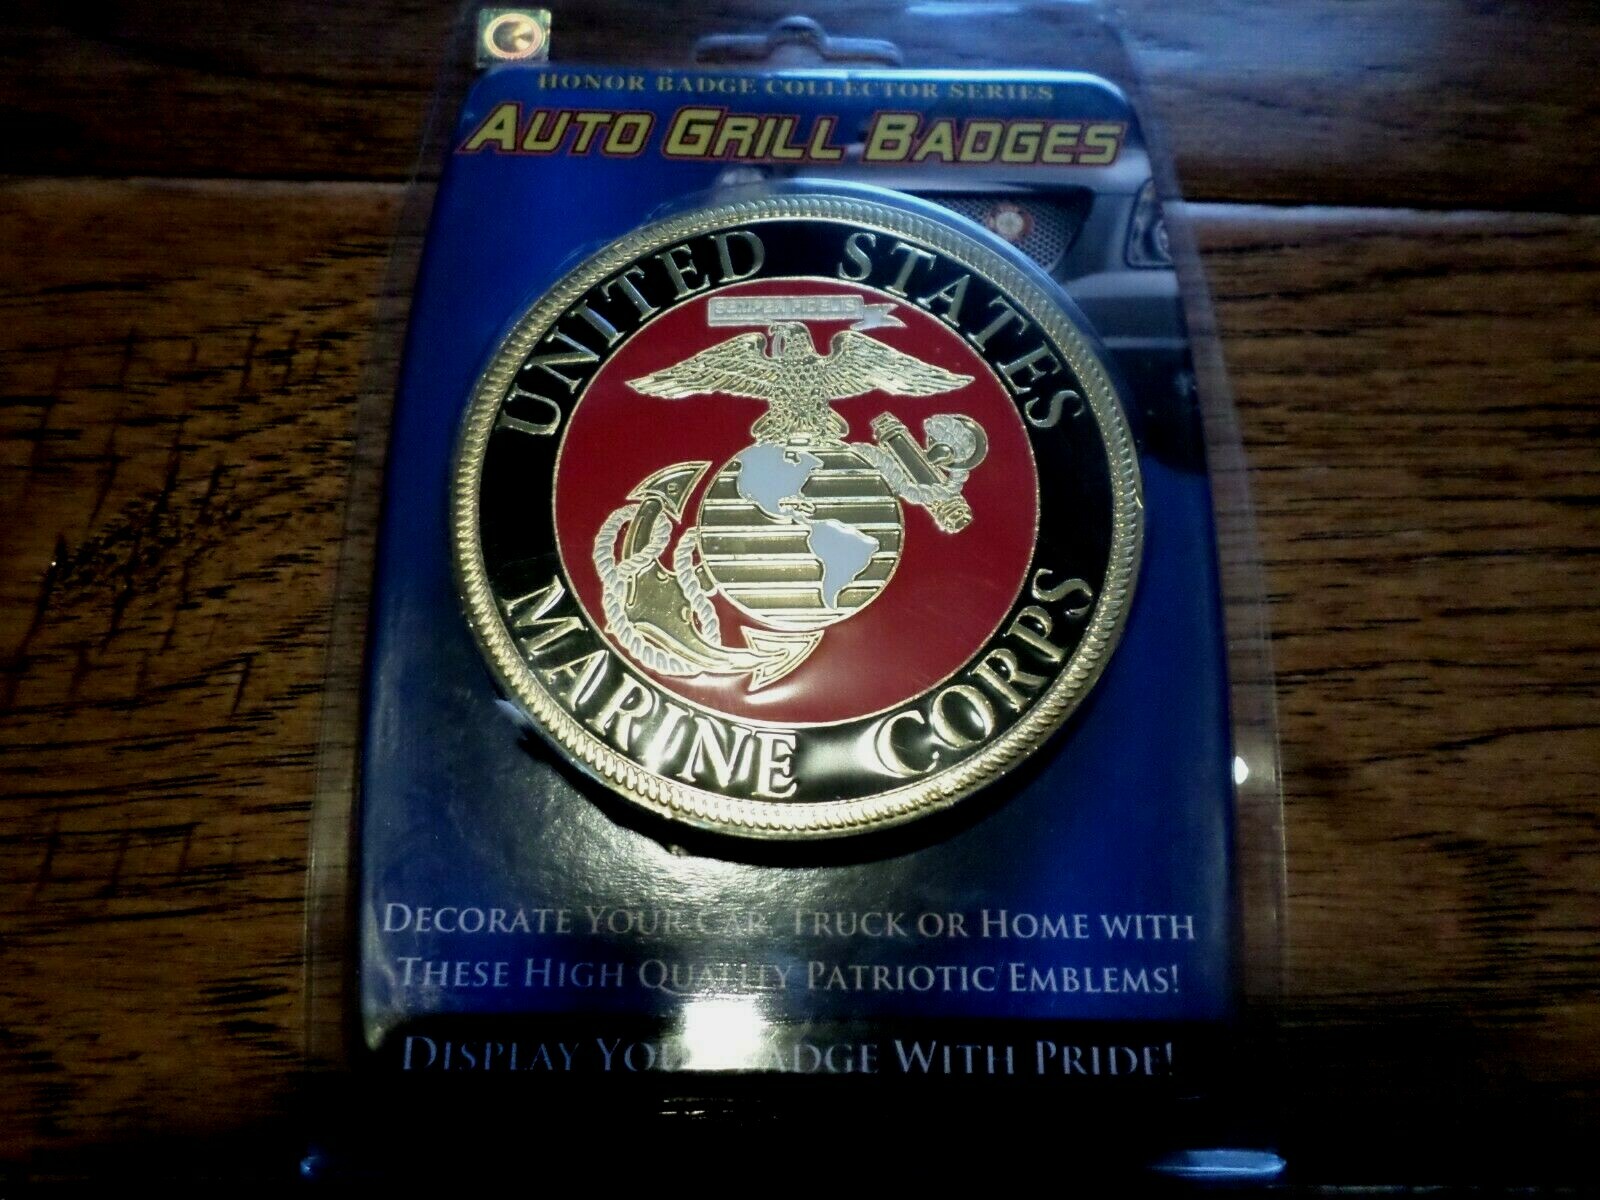 HONOR BADGE COLLECTOR SERIES
AUTO GRILL BADGES
UNITED STATES
SEMPER FIDELIS
MARINE CORPS
DECORATE YOUR CAR, TRUCK OR HOME WITH
THESE HIGH QUALITY PATRIOTIC EMBLEMS!
DISPLAY YOUR BADGE WITH PRIDE!